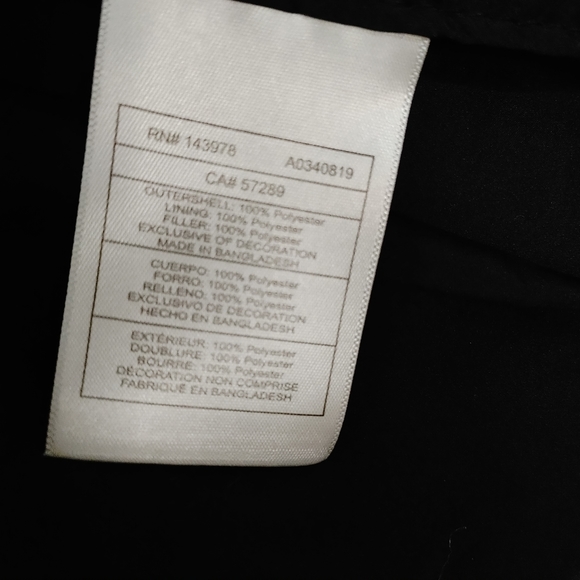 RN# 143978 A0340819
CA# 57289
OUTERSHELL: 100% Polyester
LINING: 100% Polyester
FILLER: 100% Polyester
EXCLUSIVE OF DECORATION
MADE IN BANGLADESH
CUERPO: 100% Polyester
FORRO: 100% Polyester
RELLENO: 100% Polyester
EXCLUSIVO DE DECORATION
HECHO EN BANGLADESH
EXTÉRIEUR: 100% Polyester
DOUBLURE: 100% Polyester
BOURRE: 100% Polyester
DÉCORATION NON COMPRISE
FABRIQUÉ EN BANGLADESH